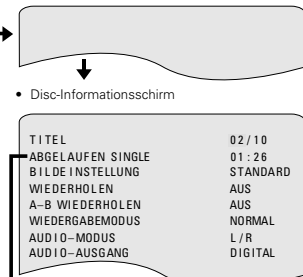 • Disc-Informationsschirm
TITEL 02/10
ABGELAUFEN SINGLE 01:26
BILDEINSTELLUNG STANDARD
WIEDERHOLEN AUS
A–B WIEDERHOLEN AUS
WIEDERGABEMODUS NORMAL
AUDIO–MODUS L/R
AUDIO–AUSGANG DIGITAL